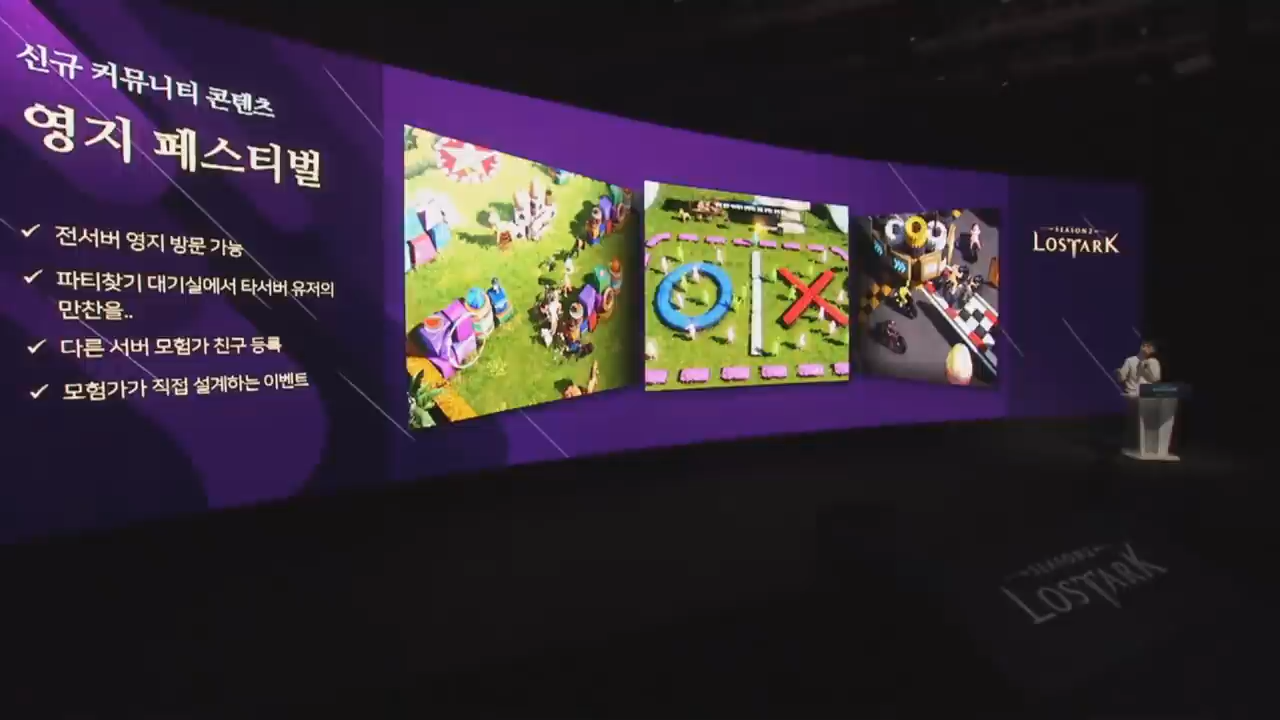 신규 커뮤니티 콘텐츠
영지 페스티벌
✓ 전서버 영지 방문 가능
✓ 파티찾기 대기실에서 타서버 유저의
만찬을..
✓ 다른 서버 모험가 친구 등록
✓ 모험가가 직접 설계하는 이벤트
SEASON2
LOSTARK
SEASON2
LOSTARK